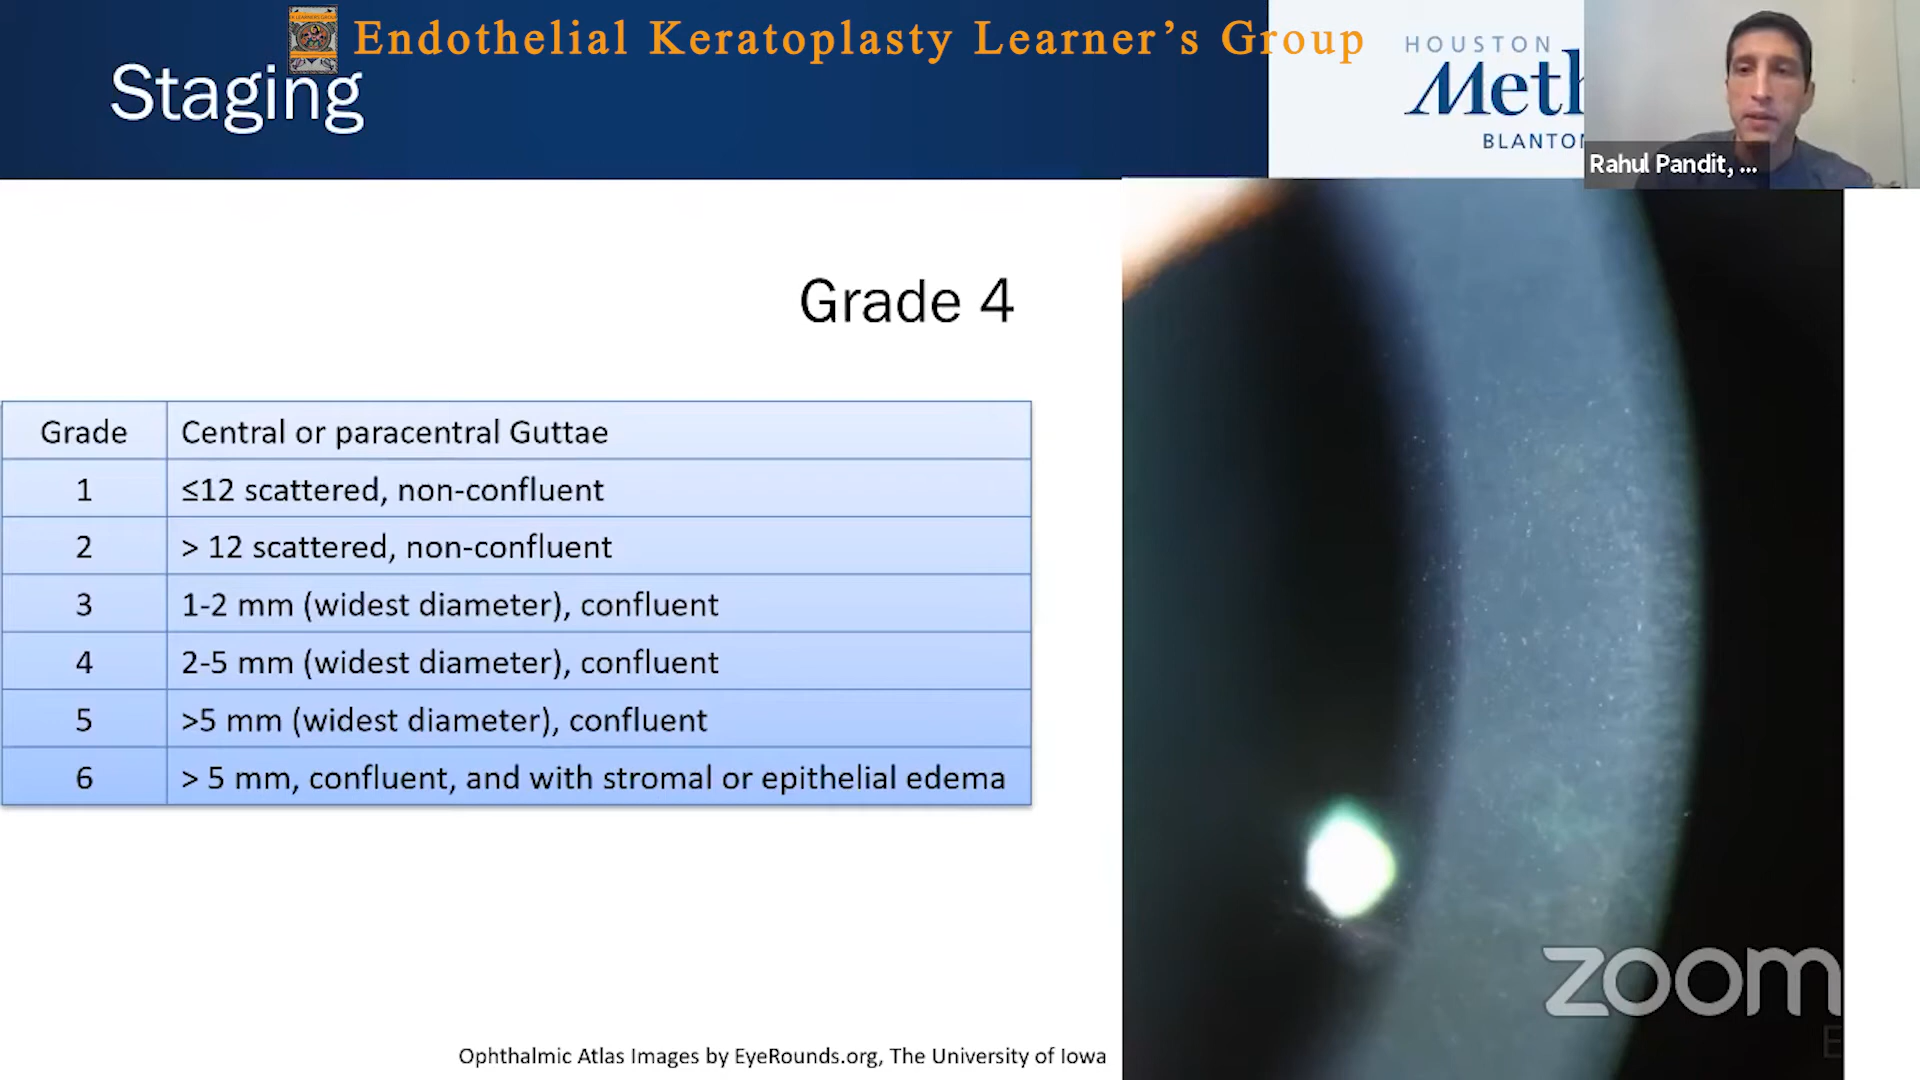 Endothelial Keratoplasty Learner’s Group
Staging
HOUSTON
Meth
BLANTO
Rahul Pandit, ...
Grade 4
Grade Central or paracentral Guttae
1 ≤12 scattered, non-confluent
2 > 12 scattered, non-confluent
3 1-2 mm (widest diameter), confluent
4 2-5 mm (widest diameter), confluent
5 >5 mm (widest diameter), confluent
6 > 5 mm, confluent, and with stromal or epithelial edema
zoom
Ophthalmic Atlas Images by EyeRounds.org, The University of Iowa